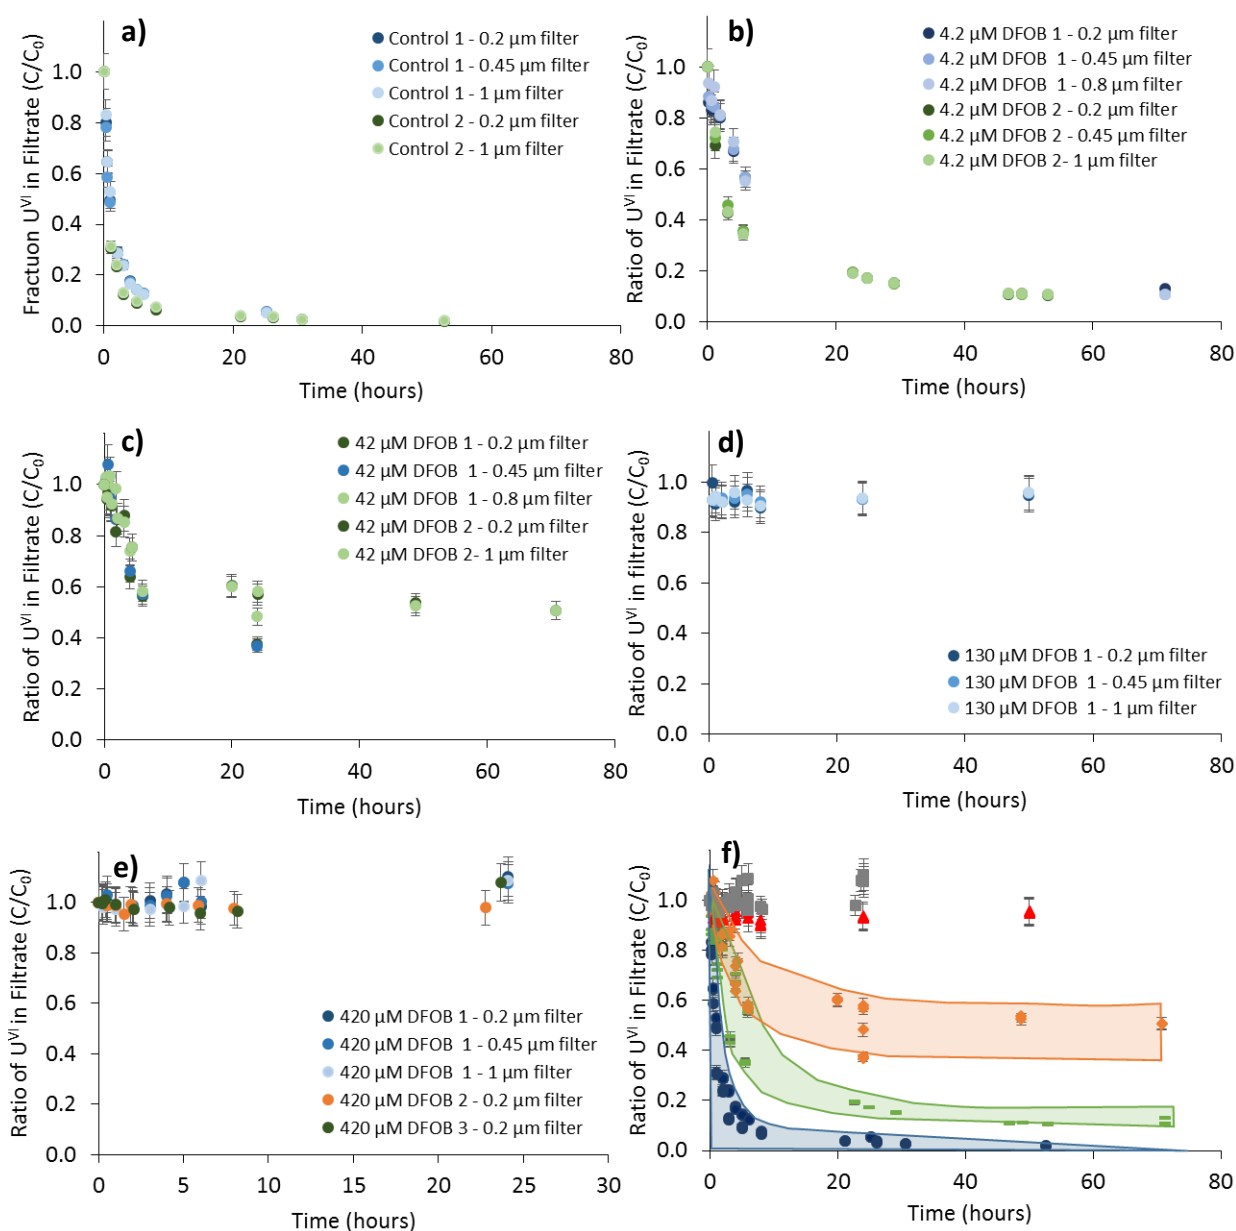 a)
Fractuon U^VI in Filtrate (C/C₀)
1.0
0.8
0.6
0.4
0.2
0.0
0 20 40 60 80
Time (hours)
Control 1 - 0.2 µm filter
Control 1 - 0.45 µm filter
Control 1 - 1 µm filter
Control 2 - 0.2 µm filter
Control 2 - 1 µm filter
b)
Ratio of U^VI in Filtrate (C/C₀)
1.0
0.8
0.6
0.4
0.2
0.0
0 20 40 60 80
Time (hours)
4.2 µM DFOB 1 - 0.2 µm filter
4.2 µM DFOB 1 - 0.45 µm filter
4.2 µM DFOB 1 - 0.8 µm filter
4.2 µM DFOB 2 - 0.2 µm filter
4.2 µM DFOB 2 - 0.45 µm filter
4.2 µM DFOB 2- 1 µm filter
c)
Ratio of U^VI in Filtrate (C/C₀)
1.0
0.8
0.6
0.4
0.2
0.0
0 20 40 60 80
Time (hours)
42 µM DFOB 1 - 0.2 µm filter
42 µM DFOB 1 - 0.45 µm filter
42 µM DFOB 1 - 0.8 µm filter
42 µM DFOB 2 - 0.2 µm filter
42 µM DFOB 2- 1 µm filter
d)
Ratio of U^VI in filtrate (C/C₀)
1.0
0.8
0.6
0.4
0.2
0.0
0 20 40 60 80
Time (hours)
130 µM DFOB 1 - 0.2 µm filter
130 µM DFOB 1 - 0.45 µm filter
130 µM DFOB 1 - 1 µm filter
e)
Ratio of U^VI in Filtrate (C/C₀)
1.0
0.8
0.6
0.4
0.2
0.0
0 5 10 15 20 25 30
Time (hours)
420 µM DFOB 1 - 0.2 µm filter
420 µM DFOB 1 - 0.45 µm filter
420 µM DFOB 1 - 1 µm filter
420 µM DFOB 2 - 0.2 µm filter
420 µM DFOB 3 - 0.2 µm filter
f)
Ratio of U^VI in Filtrate (C/C₀)
1.0
0.8
0.6
0.4
0.2
0.0
0 20 40 60 80
Time (hours)